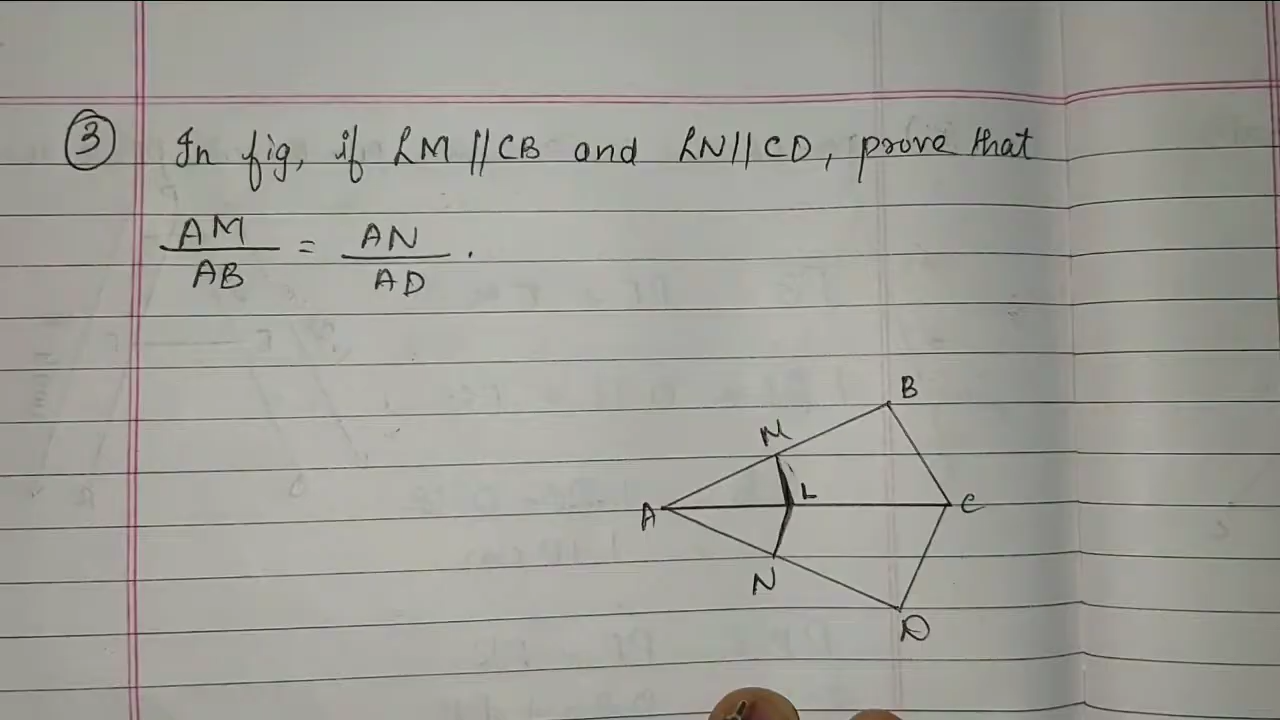 ③ In fig, if LM // CB and LN // CD, prove that
AM/AB = AN/AD.
B
M
L
A
C
N
D